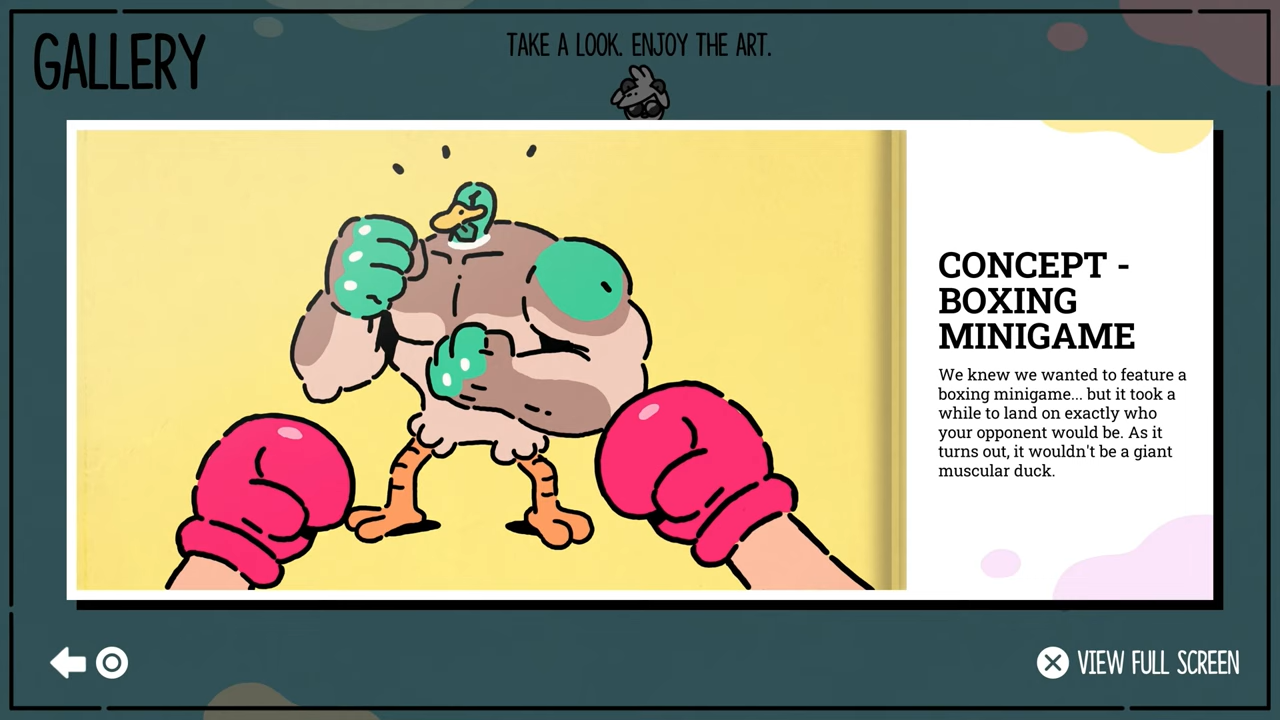 GALLERY
TAKE A LOOK. ENJOY THE ART.
CONCEPT -
BOXING
MINIGAME
We knew we wanted to feature a
boxing minigame... but it took a
while to land on exactly who
your opponent would be. As it
turns out, it wouldn't be a giant
muscular duck.
VIEW FULL SCREEN